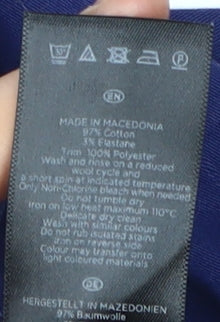 EN
MADE IN MACEDONIA
97% Cotton
3% Elastane
Trim: 100% Polyester
Wash and rinse on a reduced
wool cycle and
a short spin at indicated temperature
Only Non-Chlorine bleach when needed
Do not tumble dry
Iron on low heat maximum 110°C
Delicate dry clean
Wash with similar colours
Do not rub isolated stains
Iron on reverse side
Colour may transfer onto
light coloured materials
DE
HERGESTELLT IN MAZEDONIEN
97% Baumwolle